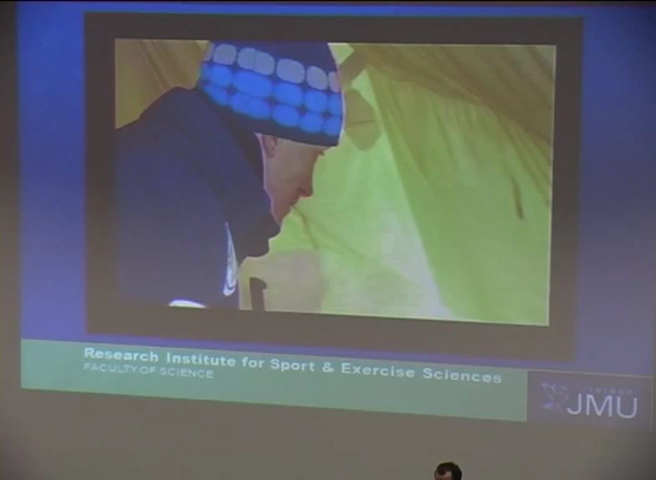 Research Institute for Sport & Exercise Sciences
FACULTY OF SCIENCE
JMU